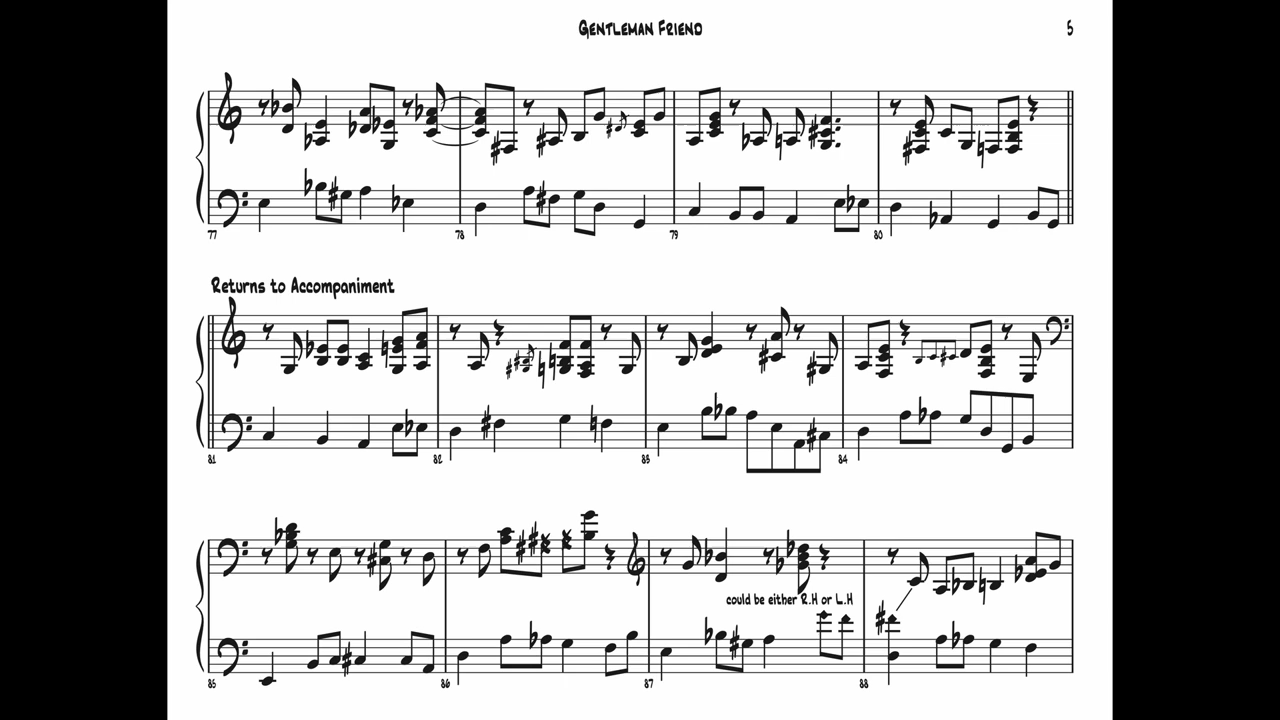 Gentleman Friend 5
77 78 79 80
Returns to Accompaniment
81 82 83 84
could be either R.H or L.H
85 86 87 88